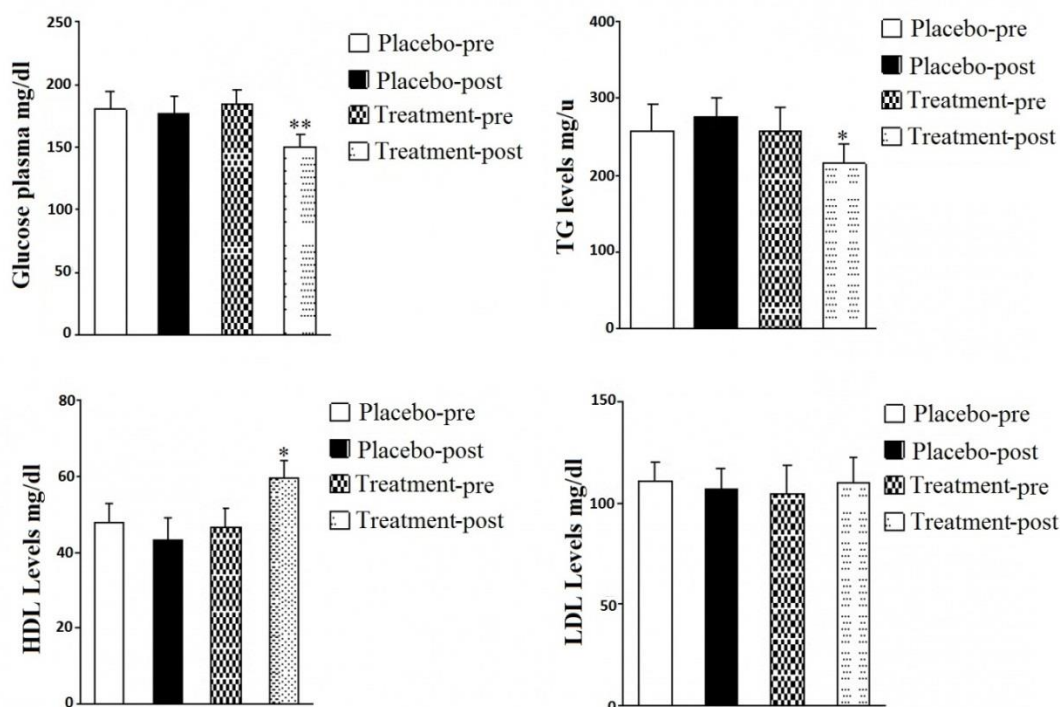 Glucose plasma mg/dl
250
200
150
100
50
0
**
Placebo-pre
Placebo-post
Treatment-pre
Treatment-post
TG levels mg/u
400
300
200
100
0
*
Placebo-pre
Placebo-post
Treatment-pre
Treatment-post
HDL Levels mg/dl
80
60
40
20
0
*
Placebo-pre
Placebo-post
Treatment-pre
Treatment-post
LDL Levels mg/dl
150
100
50
0
Placebo-pre
Placebo-post
Treatment-pre
Treatment-post